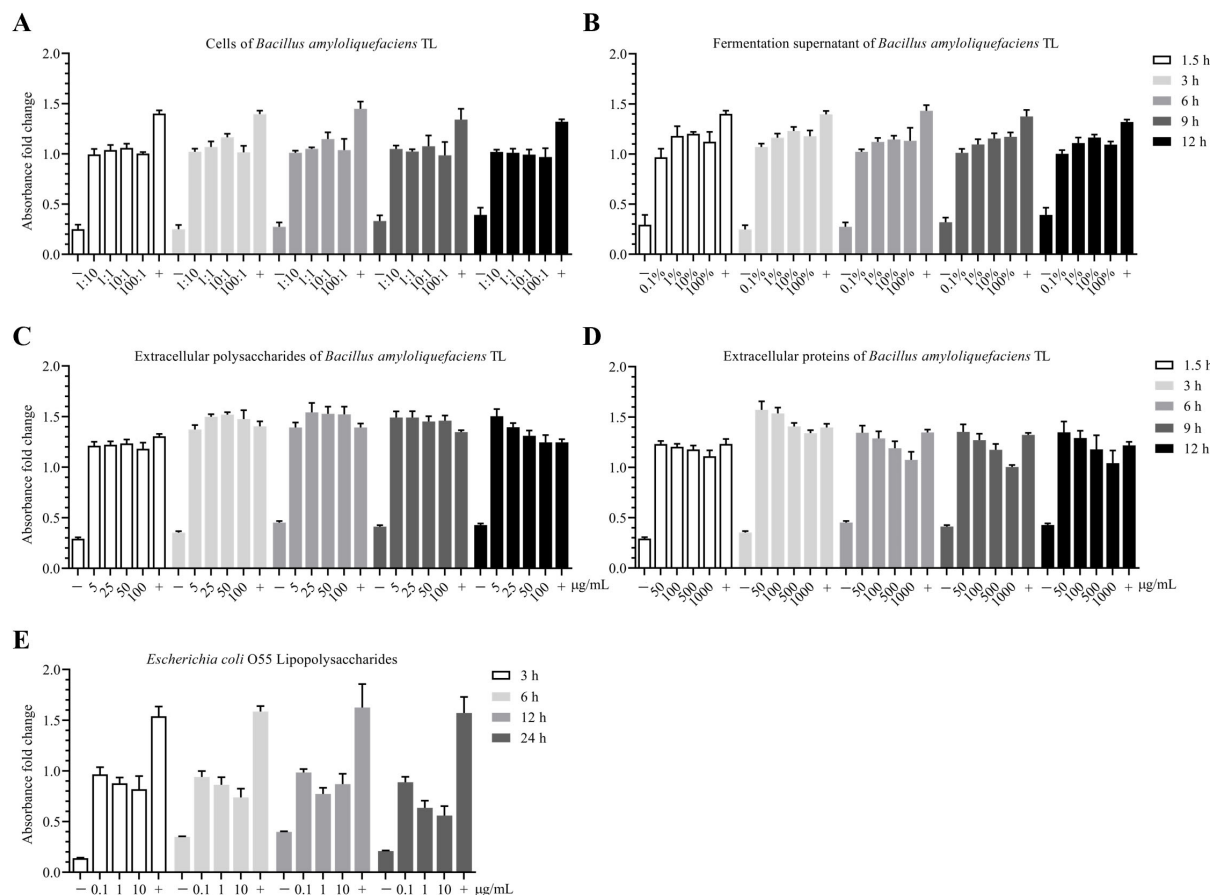 A
Cells of Bacillus amyloliquefaciens TL
Absorbance fold change
2.0
1.5
1.0
0.5
0.0
– 1:10 1:1 10:1 100:1 + – 1:10 1:1 10:1 100:1 + – 1:10 1:1 10:1 100:1 + – 1:10 1:1 10:1 100:1 + – 1:10 1:1 10:1 100:1 +
B
Fermentation supernatant of Bacillus amyloliquefaciens TL
2.0
1.5
1.0
0.5
0.0
– 0.1% 1% 10% 100% + – 0.1% 1% 10% 100% + – 0.1% 1% 10% 100% + – 0.1% 1% 10% 100% + – 0.1% 1% 10% 100% +
1.5 h
3 h
6 h
9 h
12 h
C
Extracellular polysaccharides of Bacillus amyloliquefaciens TL
Absorbance fold change
2.0
1.5
1.0
0.5
0.0
– 5 25 50 100 + – 5 25 50 100 + – 5 25 50 100 + – 5 25 50 100 + – 5 25 50 100 + μg/mL
D
Extracellular proteins of Bacillus amyloliquefaciens TL
2.0
1.5
1.0
0.5
0.0
– 50 100 500 1000 + – 50 100 500 1000 + – 50 100 500 1000 + – 50 100 500 1000 + – 50 100 500 1000 + μg/mL
1.5 h
3 h
6 h
9 h
12 h
E
Escherichia coli O55 Lipopolysaccharides
Absorbance fold change
2.0
1.5
1.0
0.5
0.0
– 0.1 1 10 + – 0.1 1 10 + – 0.1 1 10 + – 0.1 1 10 + μg/mL
3 h
6 h
12 h
24 h